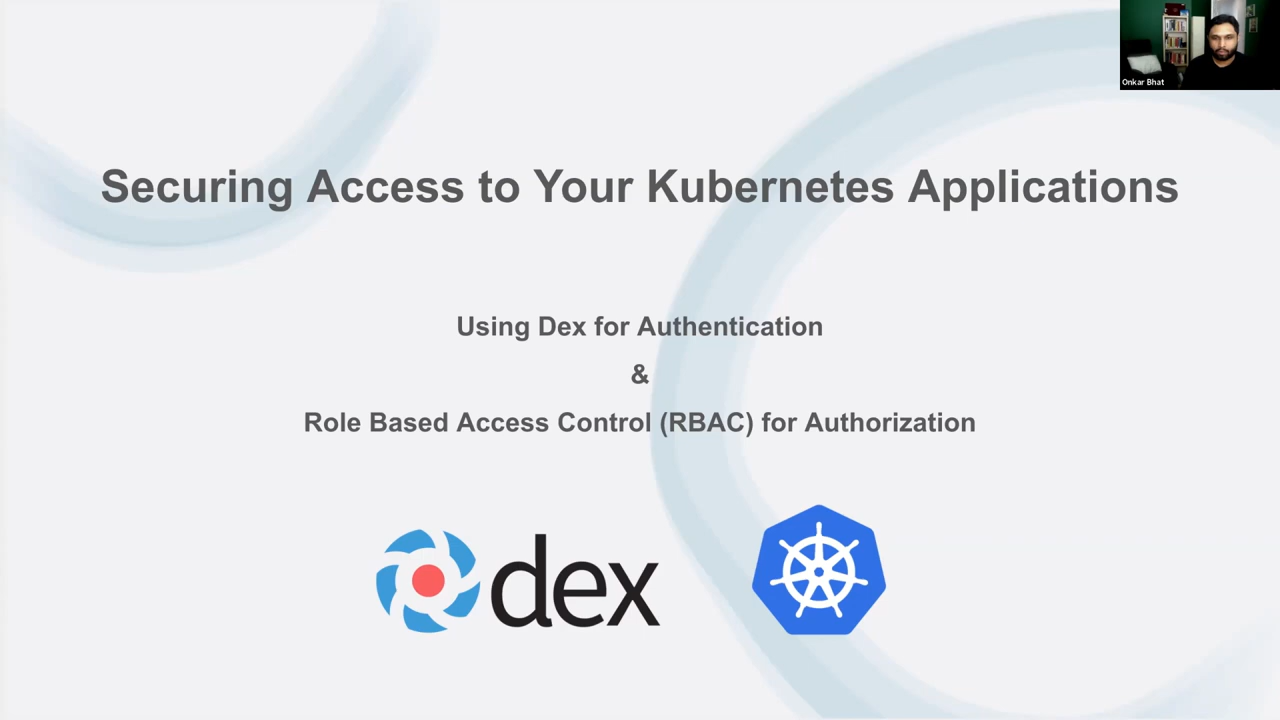 Onkar Bhat
Securing Access to Your Kubernetes Applications
Using Dex for Authentication
&
Role Based Access Control (RBAC) for Authorization
dex